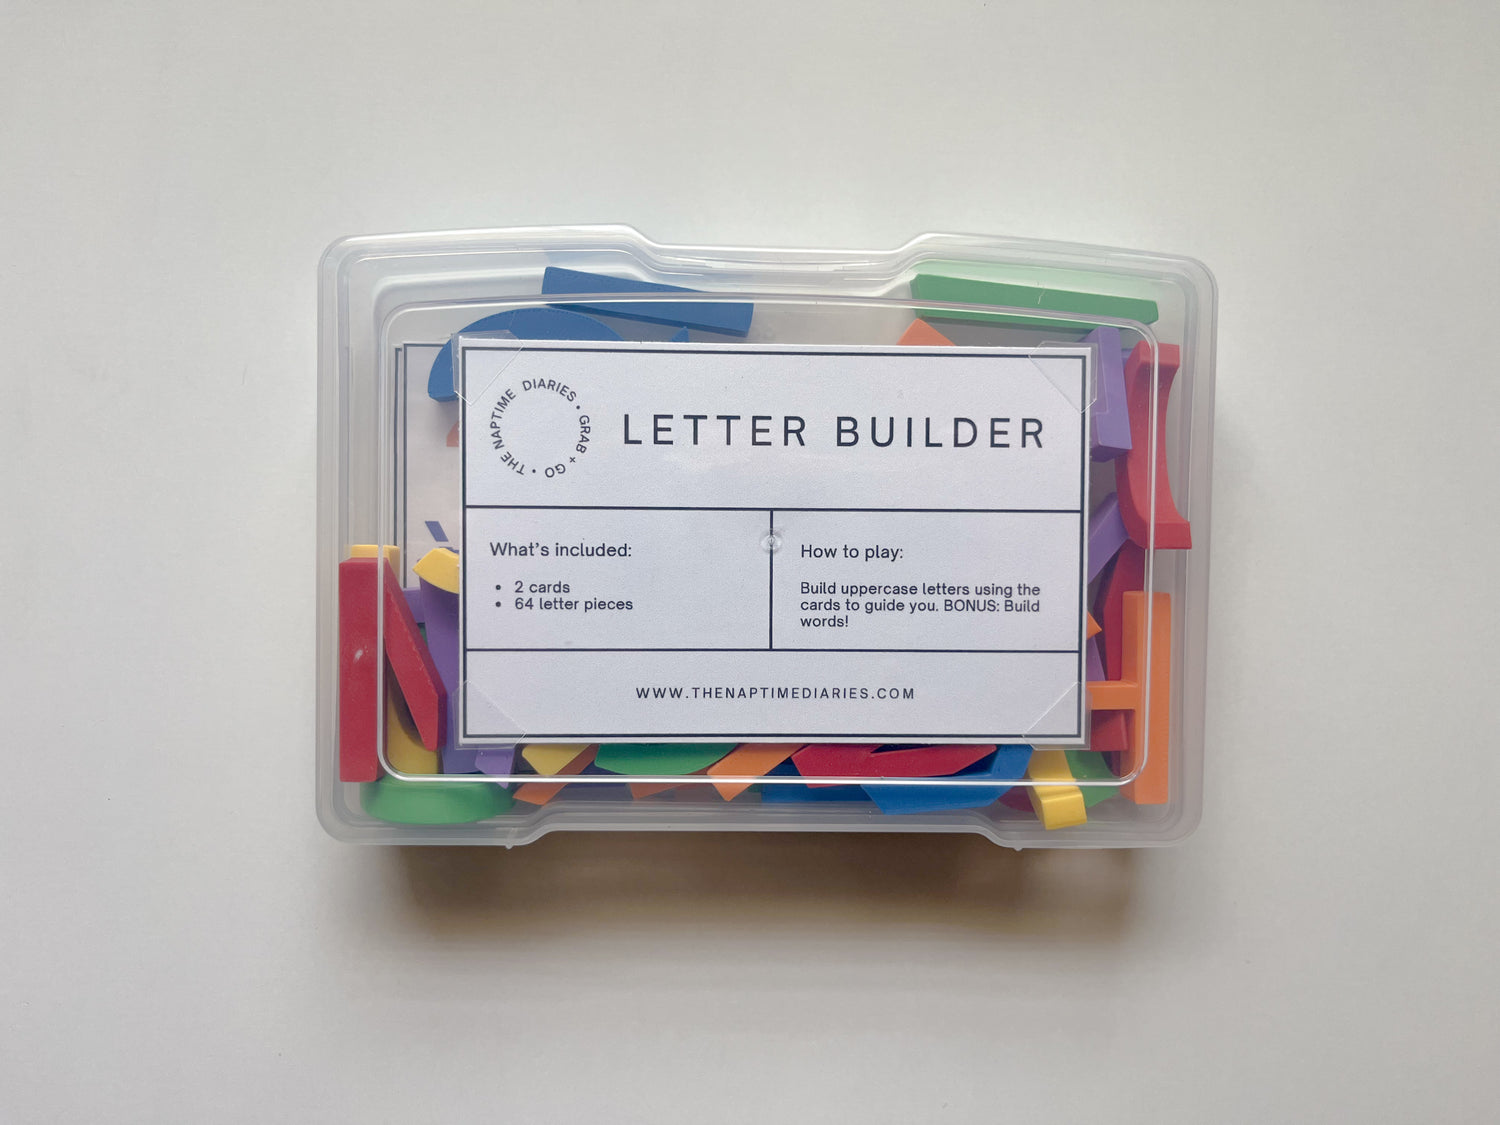 THE NAPTIME DIARIES • GRAB + GO •
LETTER BUILDER
What's included:
• 2 cards
• 64 letter pieces
How to play:
Build uppercase letters using the
cards to guide you. BONUS: Build
words!
WWW.THENAPTIMEDIARIES.COM